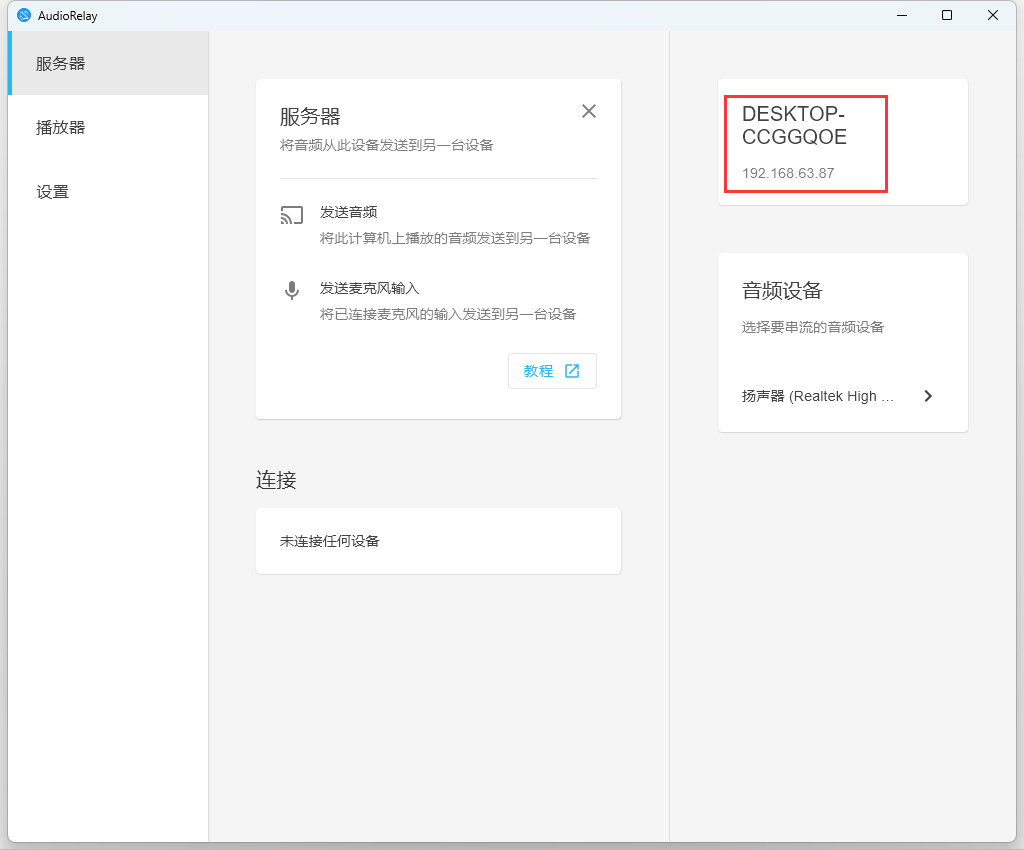 AudioRelay
服务器
播放器
设置
服务器
将音频从此设备发送到另一台设备
发送音频
将此计算机上播放的音频发送到另一台设备
发送麦克风输入
将已连接麦克风的输入发送到另一台设备
教程
连接
未连接任何设备
DESKTOP-
CCGGQOE
192.168.63.87
音频设备
选择要串流的音频设备
扬声器 (Realtek High ...